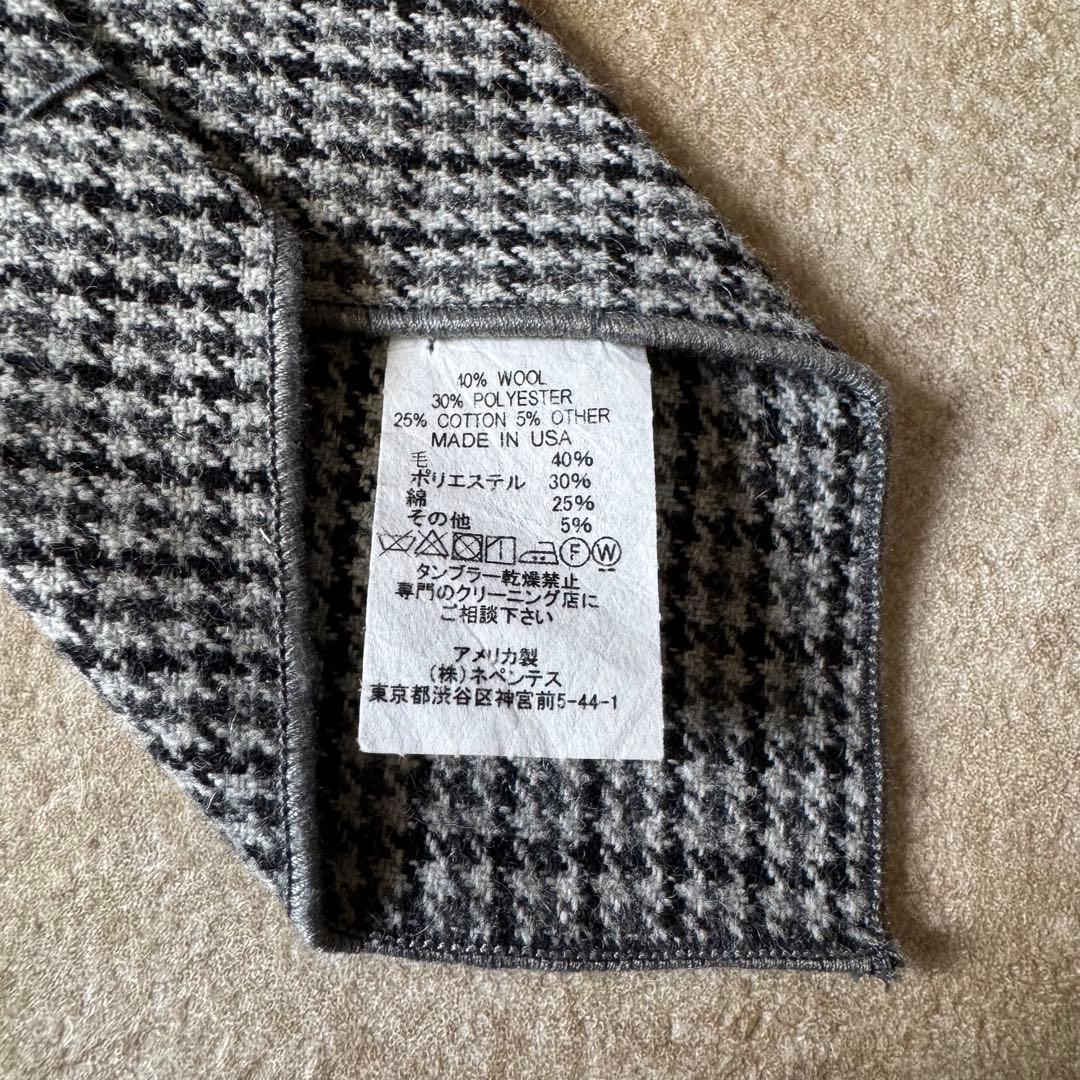 40% WOOL
30% POLYESTER
25% COTTON 5% OTHER
MADE IN USA
毛 40%
ポリエステル 30%
綿 25%
その他 5%
F W
タンブラー乾燥禁止
専門のクリーニング店に
ご相談下さい
アメリカ製
(株)ネペンテス
東京都渋谷区神宮前5-44-1